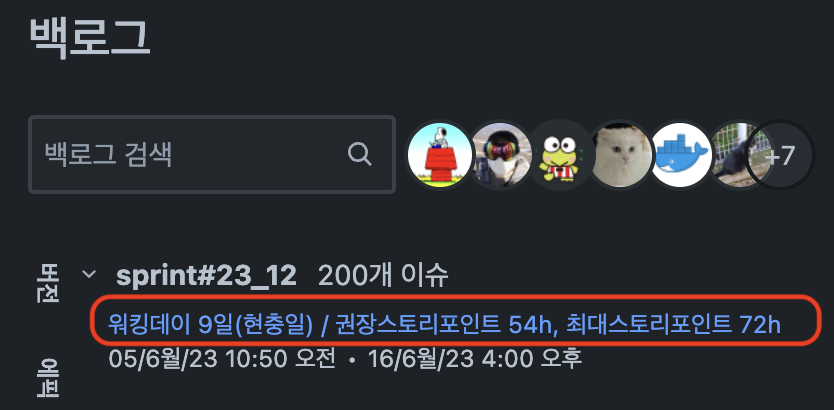 백로그
백로그 검색
+7
버전
sprint#23_12 200개 이슈
워킹데이 9일(현충일) / 권장스토리포인트 54h, 최대스토리포인트 72h
05/6월/23 10:50 오전 • 16/6월/23 4:00 오후
에픽